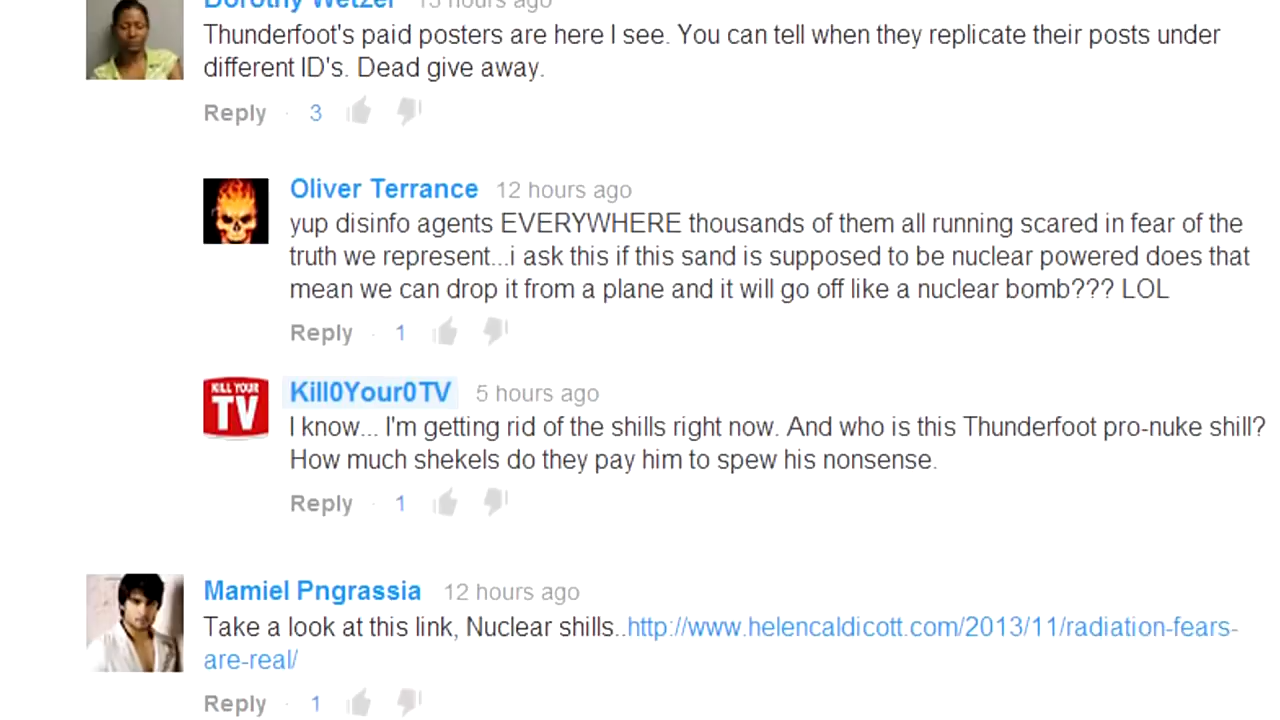 Dorothy Wetzel 13 hours ago
Thunderfoot's paid posters are here I see. You can tell when they replicate their posts under
different ID's. Dead give away.
Reply · 3
Oliver Terrance 12 hours ago
yup disinfo agents EVERYWHERE thousands of them all running scared in fear of the
truth we represent...i ask this if this sand is supposed to be nuclear powered does that
mean we can drop it from a plane and it will go off like a nuclear bomb??? LOL
Reply · 1
KILL YOUR
TV
Kill0Your0TV 5 hours ago
I know... I'm getting rid of the shills right now. And who is this Thunderfoot pro-nuke shill?
How much shekels do they pay him to spew his nonsense.
Reply · 1
Mamiel Pngrassia 12 hours ago
Take a look at this link, Nuclear shills..http://www.helencaldicott.com/2013/11/radiation-fears-
are-real/
Reply · 1